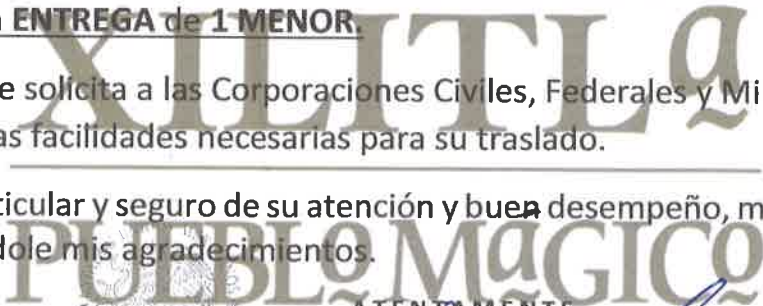 ENTREGA de 1 MENOR.
XILITLA
e solicita a las Corporaciones Civiles, Federales y Mi
as facilidades necesarias para su traslado.
ticular y seguro de su atención y buen desempeño, m
dole mis agradecimientos.
PUEBLO MaGICO
ATENTAMENTE